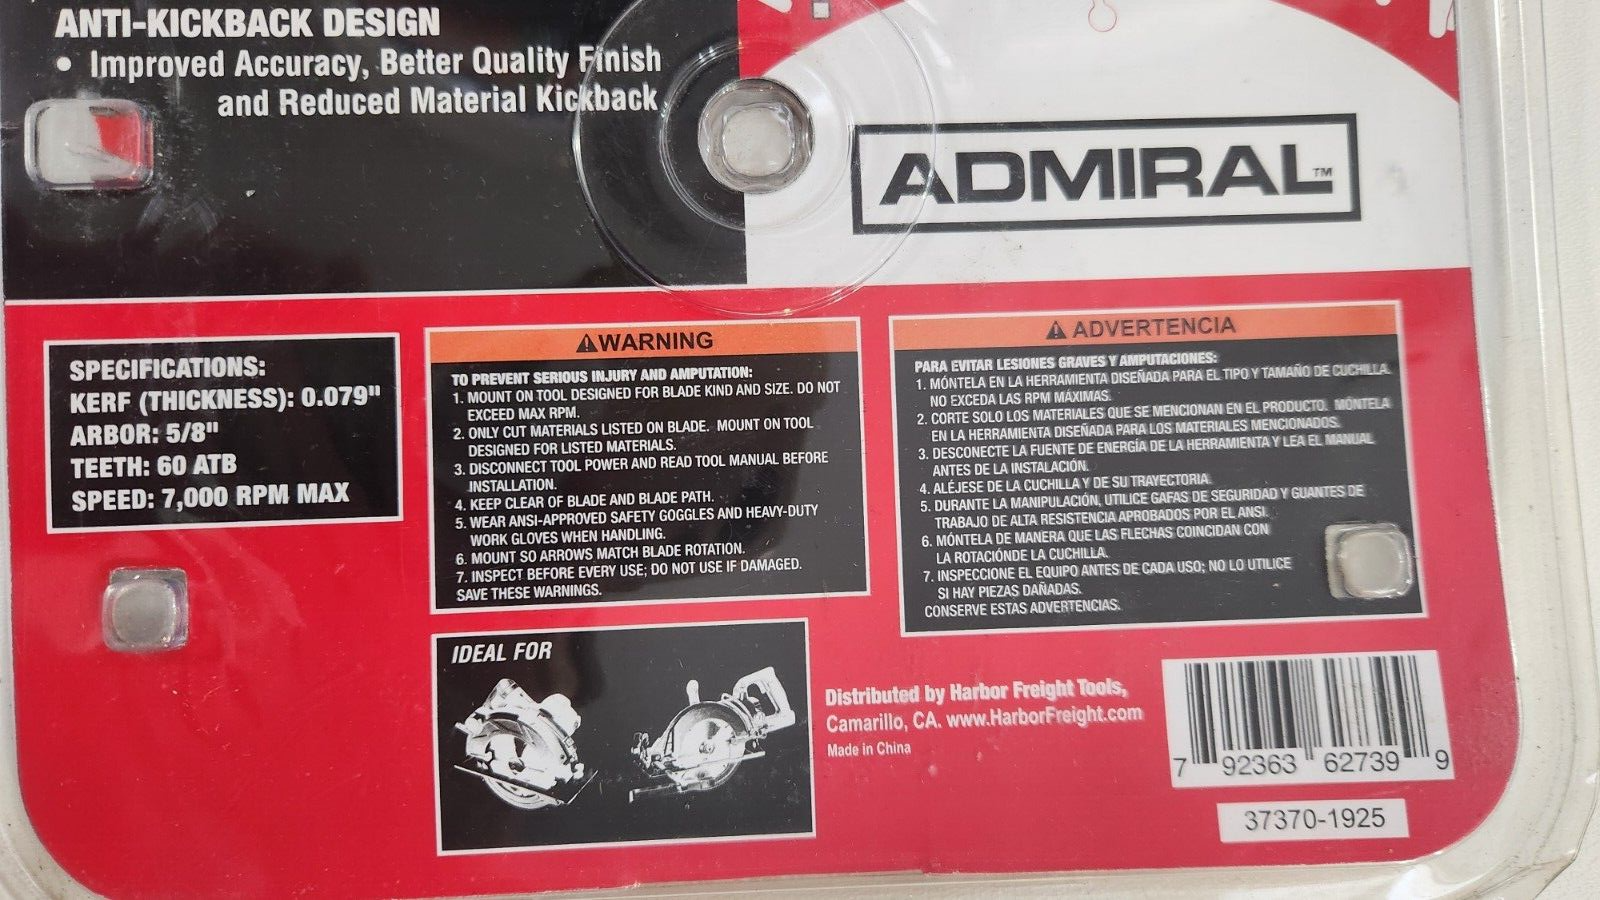 ANTI-KICKBACK DESIGN
• Improved Accuracy, Better Quality Finish
and Reduced Material Kickback
ADMIRAL™
SPECIFICATIONS:
KERF (THICKNESS): 0.079"
ARBOR: 5/8"
TEETH: 60 ATB
SPEED: 7,000 RPM MAX
⚠WARNING
TO PREVENT SERIOUS INJURY AND AMPUTATION:
1. MOUNT ON TOOL DESIGNED FOR BLADE KIND AND SIZE. DO NOT
EXCEED MAX RPM.
2. ONLY CUT MATERIALS LISTED ON BLADE. MOUNT ON TOOL
DESIGNED FOR LISTED MATERIALS.
3. DISCONNECT TOOL POWER AND READ TOOL MANUAL BEFORE
INSTALLATION.
4. KEEP CLEAR OF BLADE AND BLADE PATH.
5. WEAR ANSI-APPROVED SAFETY GOGGLES AND HEAVY-DUTY
WORK GLOVES WHEN HANDLING.
6. MOUNT SO ARROWS MATCH BLADE ROTATION.
7. INSPECT BEFORE EVERY USE; DO NOT USE IF DAMAGED.
SAVE THESE WARNINGS.
⚠ADVERTENCIA
PARA EVITAR LESIONES GRAVES Y AMPUTACIONES:
1. MÓNTELA EN LA HERRAMIENTA DISEÑADA PARA EL TIPO Y TAMAÑO DE CUCHILLA.
NO EXCEDA LAS RPM MÁXIMAS.
2. CORTE SOLO LOS MATERIALES QUE SE MENCIONAN EN EL PRODUCTO. MÓNTELA
EN LA HERRAMIENTA DISEÑADA PARA LOS MATERIALES MENCIONADOS.
3. DESCONECTE LA FUENTE DE ENERGÍA DE LA HERRAMIENTA Y LEA EL MANUAL
ANTES DE LA INSTALACIÓN.
4. ALÉJESE DE LA CUCHILLA Y DE SU TRAYECTORIA.
5. DURANTE LA MANIPULACIÓN, UTILICE GAFAS DE SEGURIDAD Y GUANTES DE
TRABAJO DE ALTA RESISTENCIA APROBADOS POR EL ANSI.
6. MÓNTELA DE MANERA QUE LAS FLECHAS COINCIDAN CON
LA ROTACIÓNDE LA CUCHILLA.
7. INSPECCIONE EL EQUIPO ANTES DE CADA USO; NO LO UTILICE
SI HAY PIEZAS DAÑADAS.
CONSERVE ESTAS ADVERTENCIAS.
IDEAL FOR
Distributed by Harbor Freight Tools,
Camarillo, CA. www.HarborFreight.com
Made in China
7 92363 62739 9
37370-1925